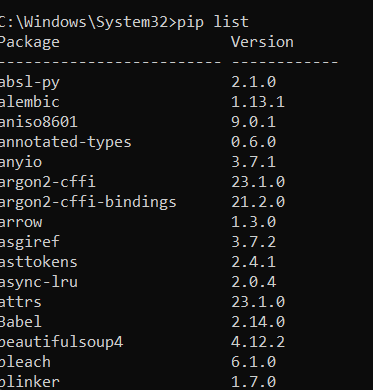 C:\Windows\System32>pip list
Package Version
------------------------ ------------
absl-py 2.1.0
alembic 1.13.1
aniso8601 9.0.1
annotated-types 0.6.0
anyio 3.7.1
argon2-cffi 23.1.0
argon2-cffi-bindings 21.2.0
arrow 1.3.0
asgiref 3.7.2
asttokens 2.4.1
async-lru 2.0.4
attrs 23.1.0
Babel 2.14.0
beautifulsoup4 4.12.2
bleach 6.1.0
blinker 1.7.0